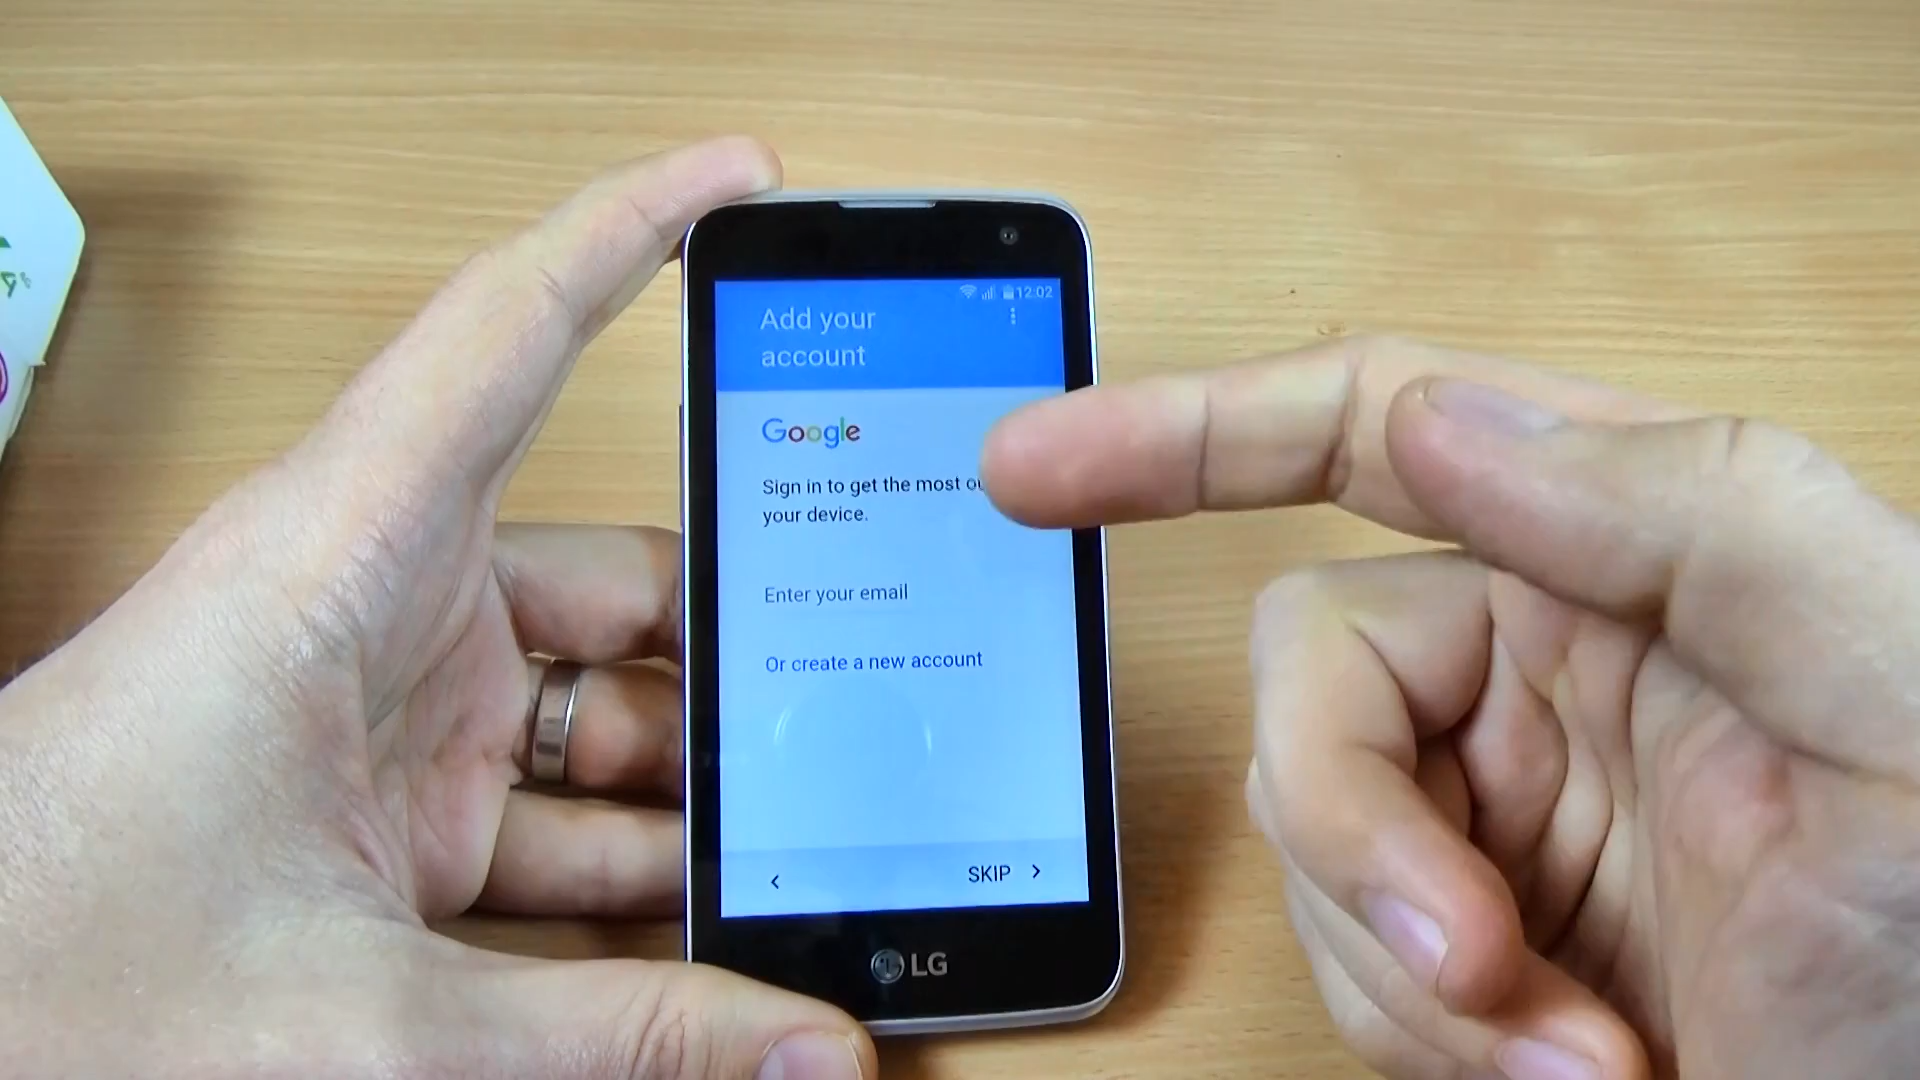 12:02
Add your
account
Google
Sign in to get the most
your device.
Enter your email
Or create a new account
SKIP
LG